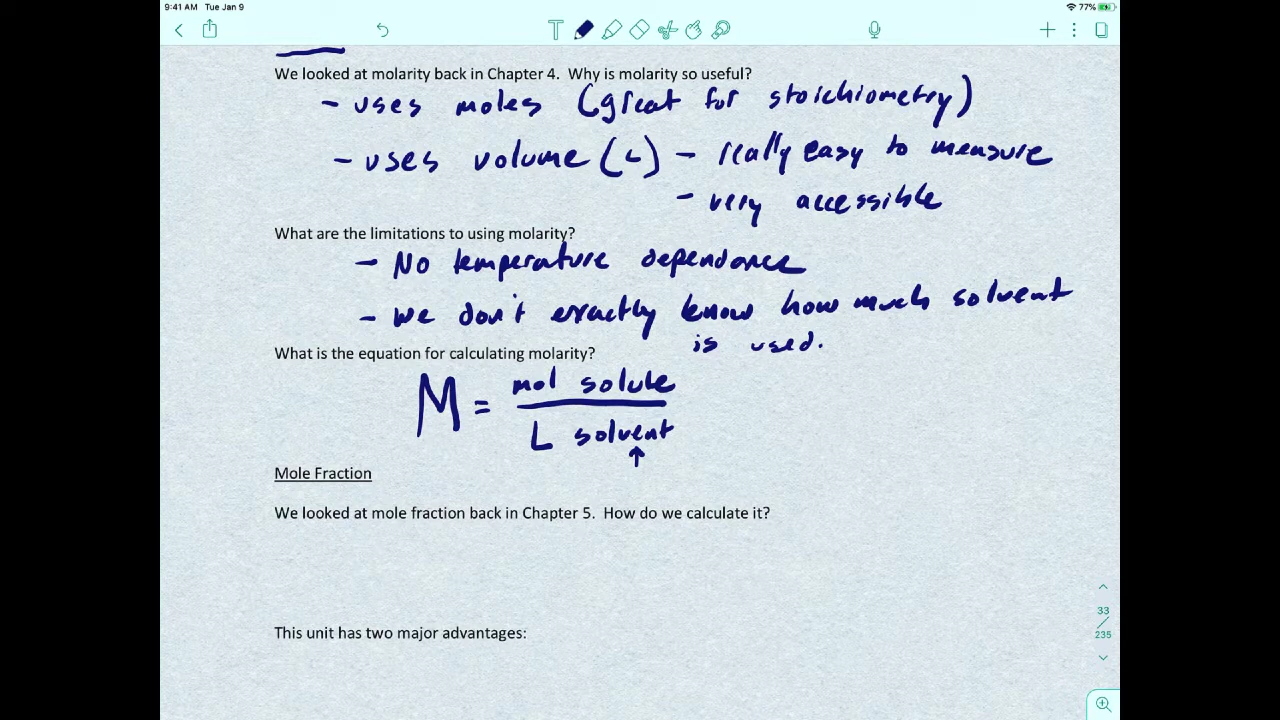 9:41 AM Tue Jan 9
77%
We looked at molarity back in Chapter 4. Why is molarity so useful?
- uses moles (great for stoichiometry)
- uses volume (L) - really easy to measure
- very accessible
What are the limitations to using molarity?
- No temperature dependance
- we don't exactly know how much solvent
is used.
What is the equation for calculating molarity?
M = mol solute
L solvent
Mole Fraction
We looked at mole fraction back in Chapter 5. How do we calculate it?
This unit has two major advantages:
33
/
235